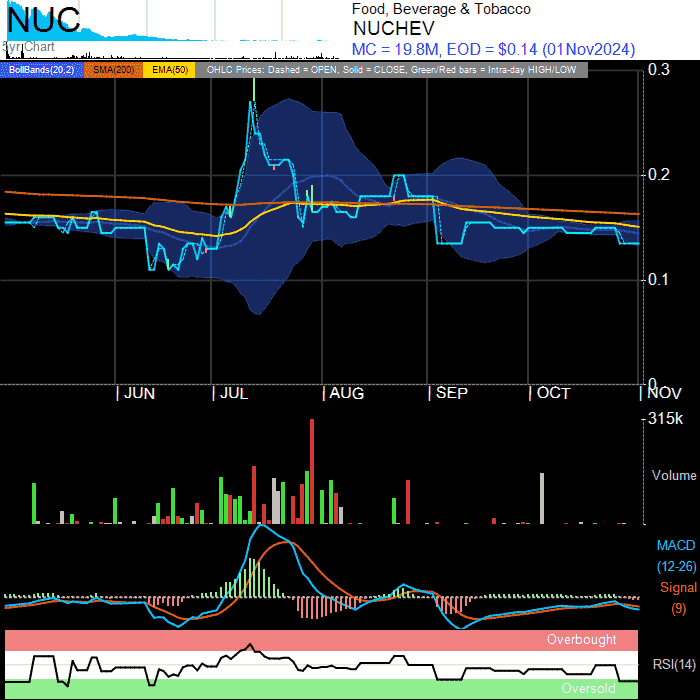 NUC
5yr Chart
Food, Beverage & Tobacco
NUCHEV
MC = 19.8M, EOD = $0.14 (01Nov2024)
BollBands(20,2) SMA(200) EMA(50) OHLC Prices: Dashed = OPEN, Solid = CLOSE, Green/Red bars = Intra-day HIGH/LOW
0.3
0.2
0.1
0
| JUN | JUL | AUG | SEP | OCT | NOV
315k
Volume
MACD
(12-26)
Signal
(9)
Overbought
RSI(14)
Oversold